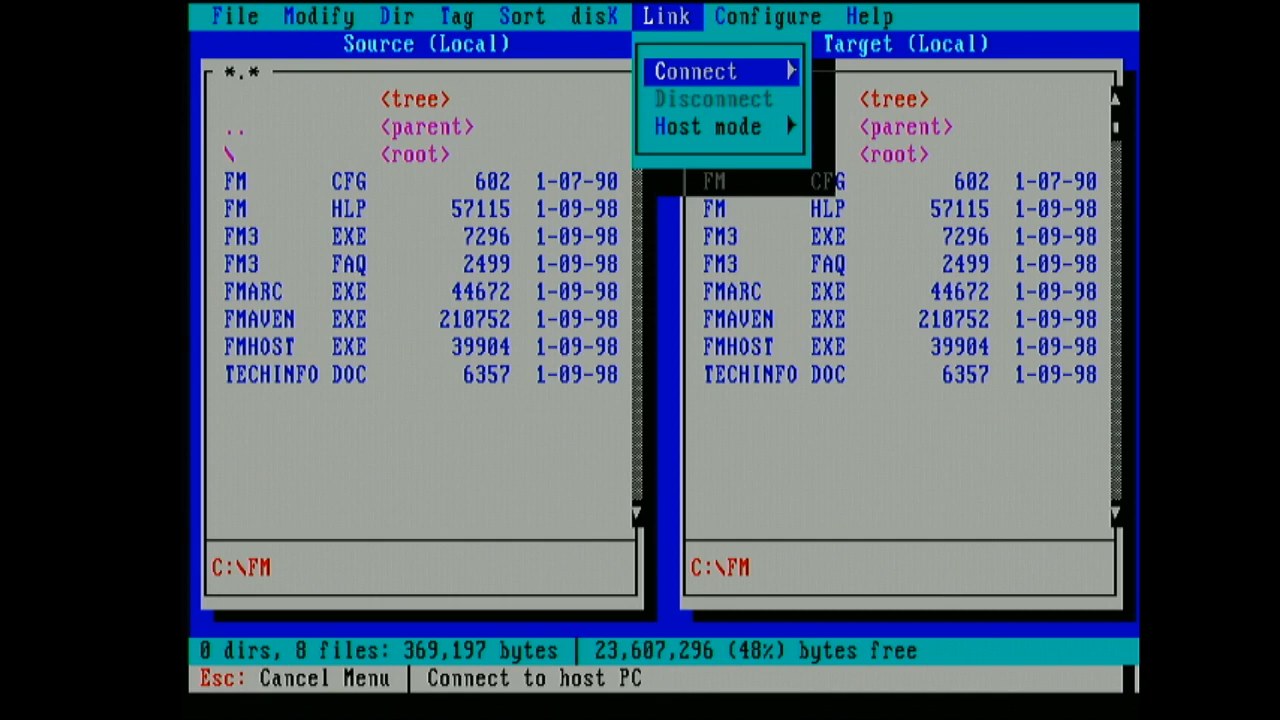 File Modify Dir Tag Sort disK Link Configure Help
Source (Local) Target (Local)
*.* Connect
<tree> Disconnect <tree>
.. <parent> Host mode <parent>
\ <root> <root>
FM CFG 602 1-07-90 FM CFG 602 1-07-90
FM HLP 57115 1-09-98 FM HLP 57115 1-09-98
FM3 EXE 7296 1-09-98 FM3 EXE 7296 1-09-98
FM3 FAQ 2499 1-09-98 FM3 FAQ 2499 1-09-98
FMARC EXE 44672 1-09-98 FMARC EXE 44672 1-09-98
FMAVEN EXE 210752 1-09-98 FMAVEN EXE 210752 1-09-98
FMHOST EXE 39904 1-09-98 FMHOST EXE 39904 1-09-98
TECHINFO DOC 6357 1-09-98 TECHINFO DOC 6357 1-09-98
C:\FM C:\FM
0 dirs, 8 files: 369,197 bytes 23,607,296 (48%) bytes free
Esc: Cancel Menu Connect to host PC